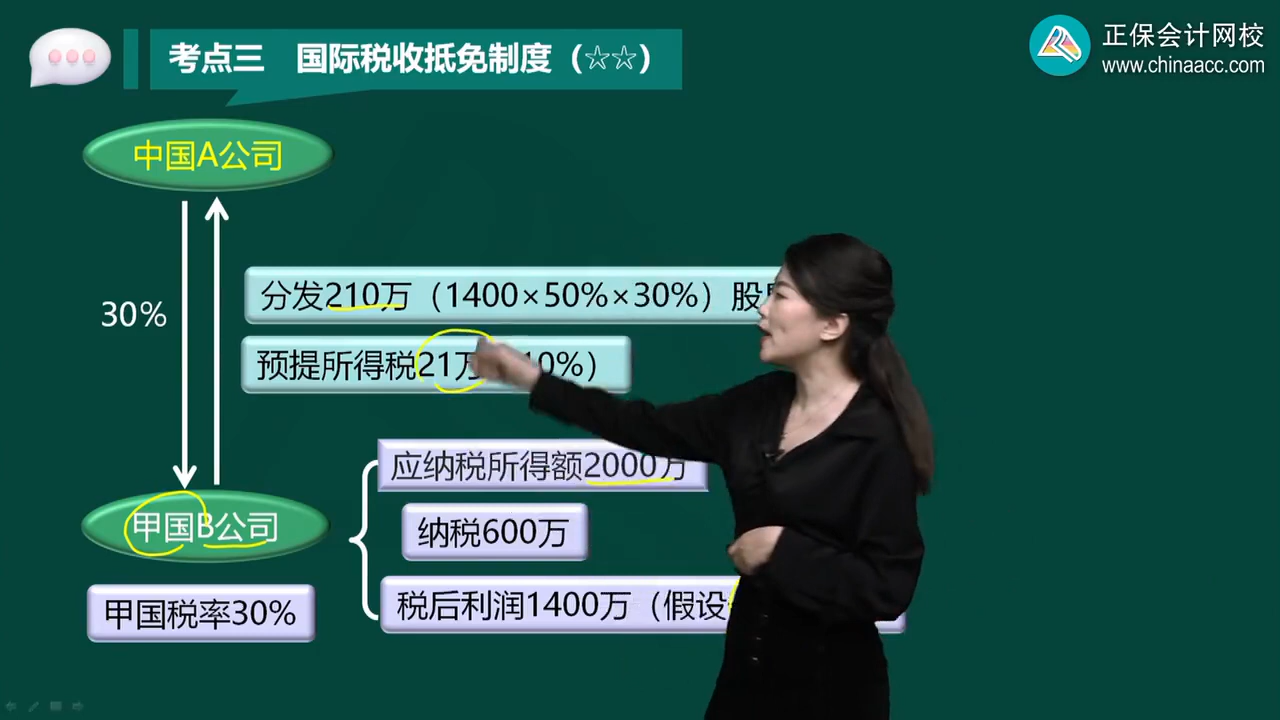 考点三 国际税收抵免制度（☆☆）
正保会计网校
www.chinaacc.com
中国A公司
30%
分发210万（1400×50%×30%）股
预提所得税21万 10%）
应纳税所得额2000万
甲国B公司
纳税600万
税后利润1400万（假设
甲国税率30%